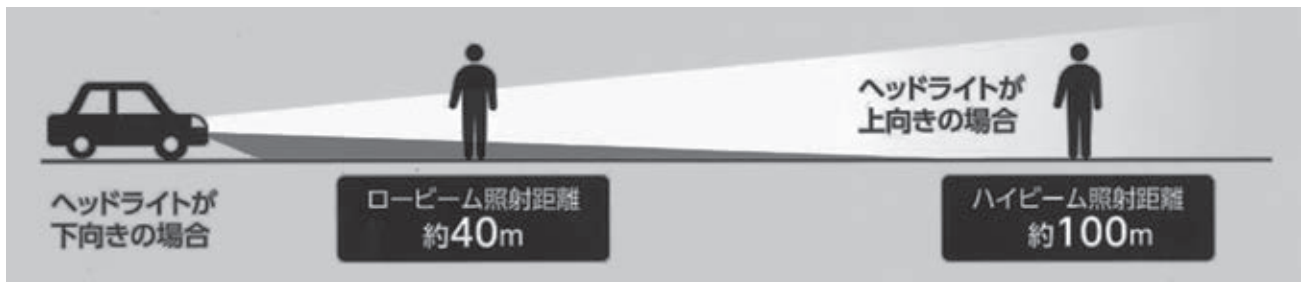 ヘッドライトが
上向きの場合
ヘッドライトが
下向きの場合
ロービーム照射距離
約40m
ハイビーム照射距離
約100m